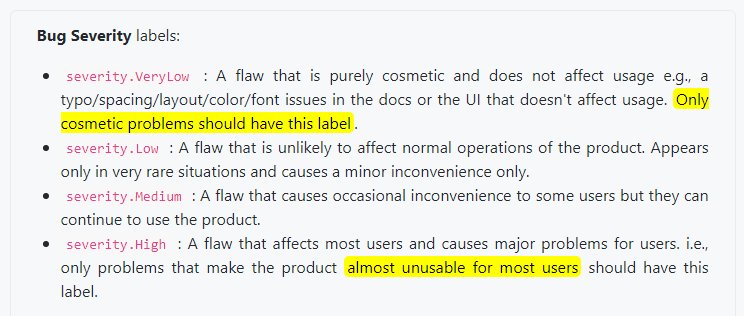 Bug Severity labels:
severity.VeryLow : A flaw that is purely cosmetic and does not affect usage e.g., a
typo/spacing/layout/color/font issues in the docs or the UI that doesn't affect usage. Only
cosmetic problems should have this label.
severity.Low : A flaw that is unlikely to affect normal operations of the product. Appears
only in very rare situations and causes a minor inconvenience only.
severity.Medium : A flaw that causes occasional inconvenience to some users but they can
continue to use the product.
severity.High : A flaw that affects most users and causes major problems for users. i.e.,
only problems that make the product almost unusable for most users should have this
label.